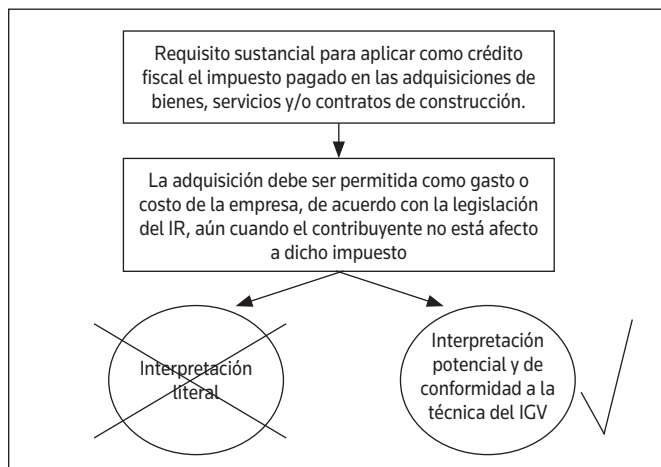 Requisito sustancial para aplicar como crédito
fiscal el impuesto pagado en las adquisiciones de
bienes, servicios y/o contratos de construcción.
La adquisición debe ser permitida como gasto o
costo de la empresa, de acuerdo con la legislación
del IR, aún cuando el contribuyente no está afecto
a dicho impuesto
Interpretación
literal
Interpretación
potencial y de
conformidad a la
técnica del IGV